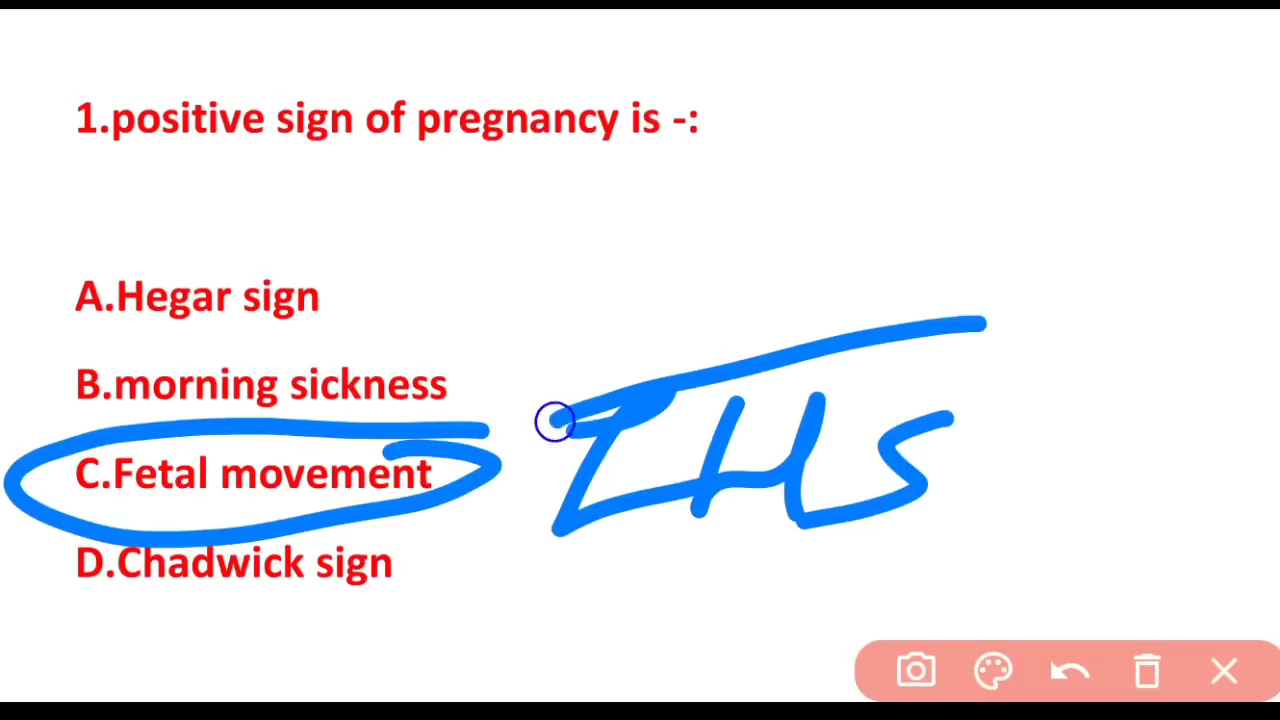 1.positive sign of pregnancy is -:
A.Hegar sign
B.morning sickness
C.Fetal movement
D.Chadwick sign